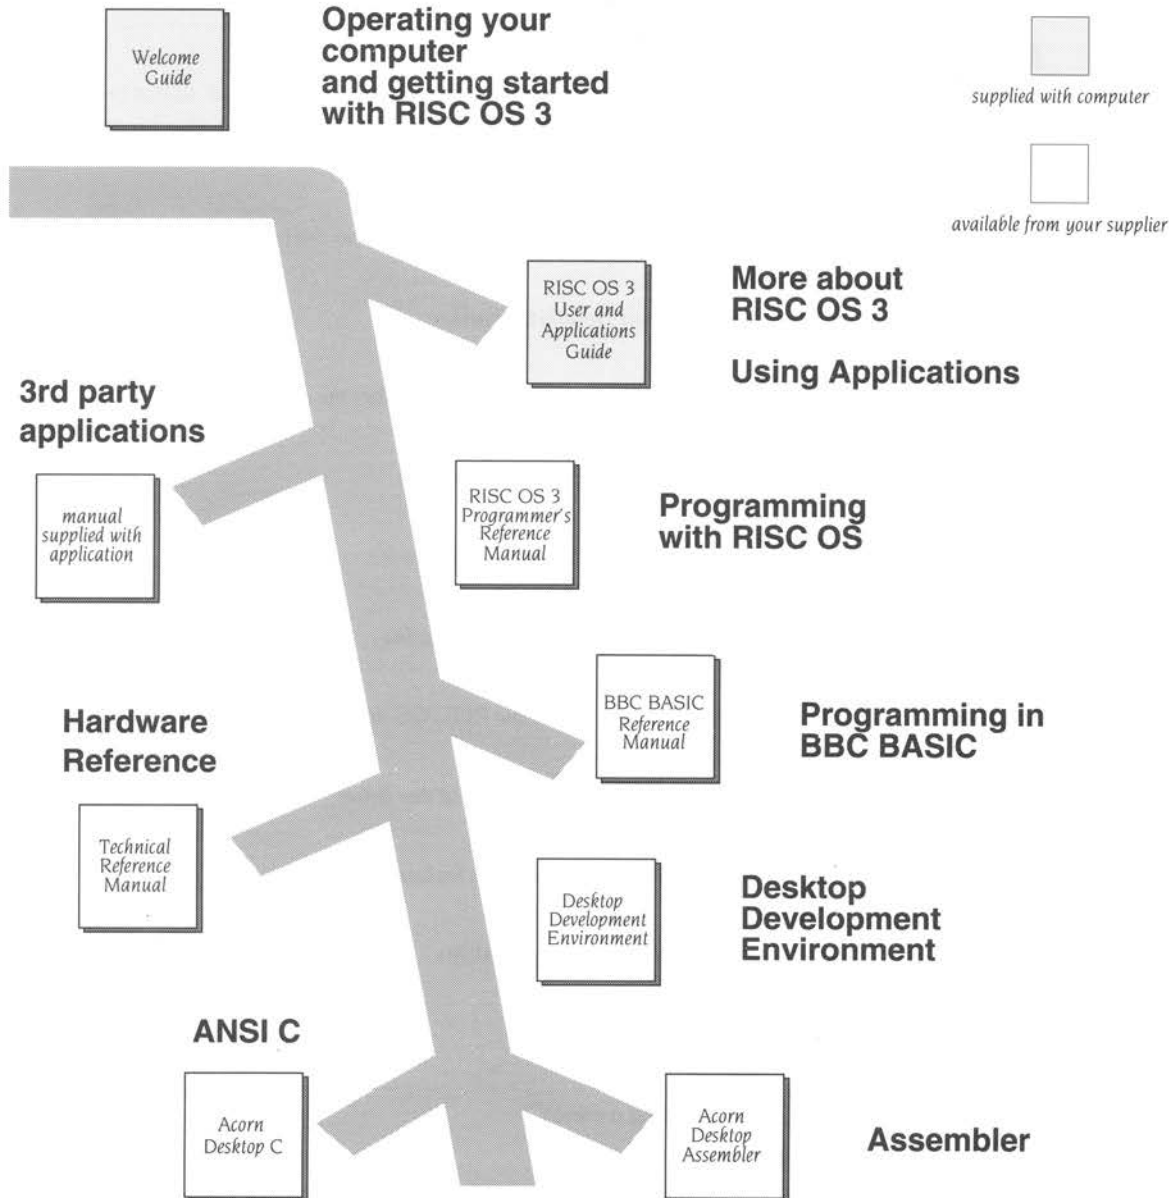 Welcome
Guide
Operating your
computer
and getting started
with RISC OS 3
supplied with computer
available from your supplier
RISC OS 3
User and
Applications
Guide
More about
RISC OS 3
Using Applications
3rd party
applications
manual
supplied with
application
RISC OS 3
Programmer's
Reference
Manual
Programming
with RISC OS
Hardware
Reference
Technical
Reference
Manual
BBC BASIC
Reference
Manual
Programming in
BBC BASIC
Desktop
Development
Environment
Desktop
Development
Environment
ANSI C
Acorn
Desktop C
Acorn
Desktop
Assembler
Assembler